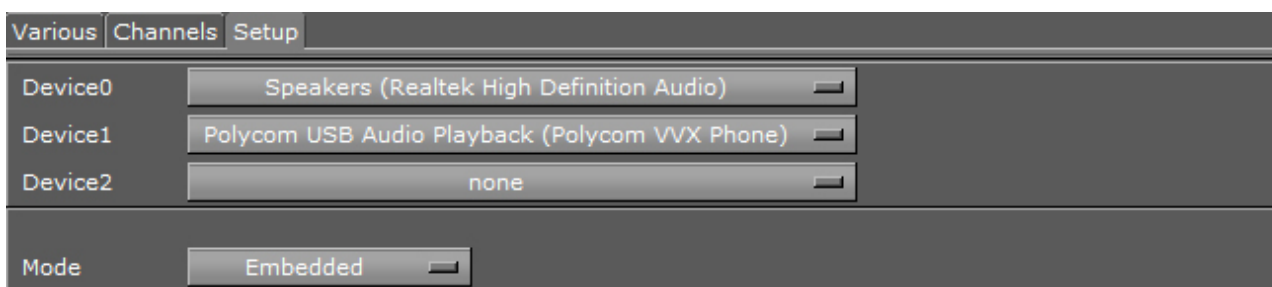 Various Channels Setup
Device0 Speakers (Realtek High Definition Audio)
Device1 Polycom USB Audio Playback (Polycom VVX Phone)
Device2 none
Mode Embedded